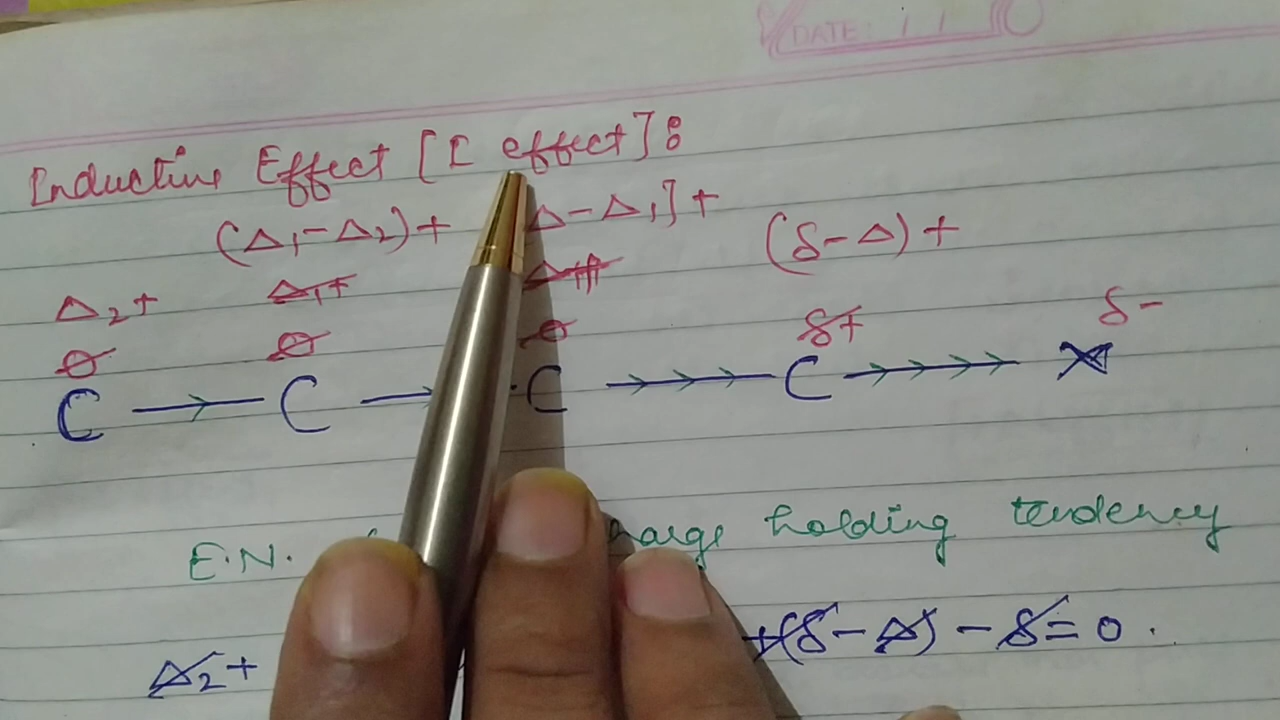 DATE: / /
Inductive Effect [I effect]:
(Δ₁-Δ₂)+ Δ-Δ₁]+ (δ-Δ)+
Δ₂+ Δ₁+ δ+ δ-
C C C C X
E.N. charge holding tendency
Δ₂+ +(δ-Δ)-δ=0.